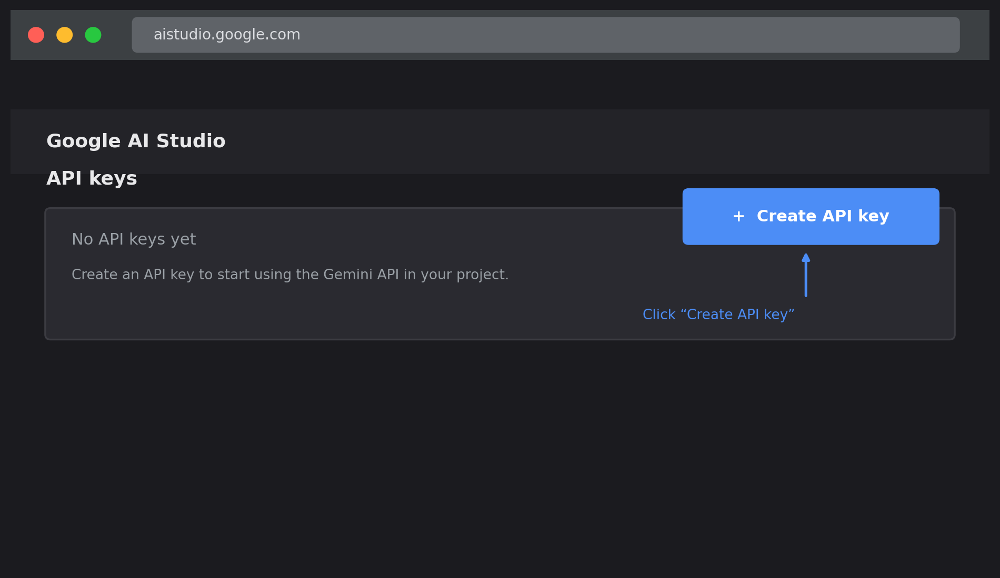 aistudio.google.com
Google AI Studio
API keys
+ Create API key
No API keys yet
Create an API key to start using the Gemini API in your project.
Click “Create API key”